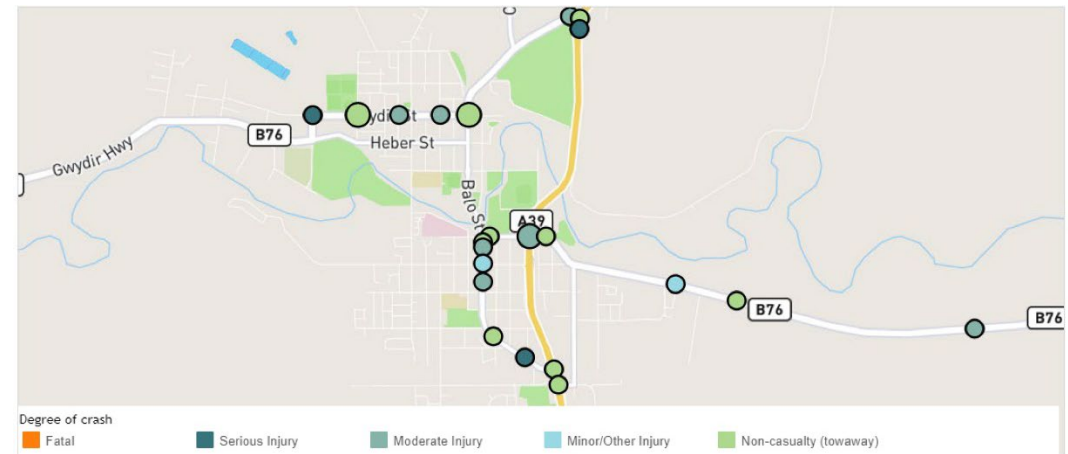 C
B76
Gwydir Hwy
Heber St
Balo St
A39
B76
B76
Degree of crash
Fatal
Serious Injury
Moderate Injury
Minor/Other Injury
Non-casualty (towaway)